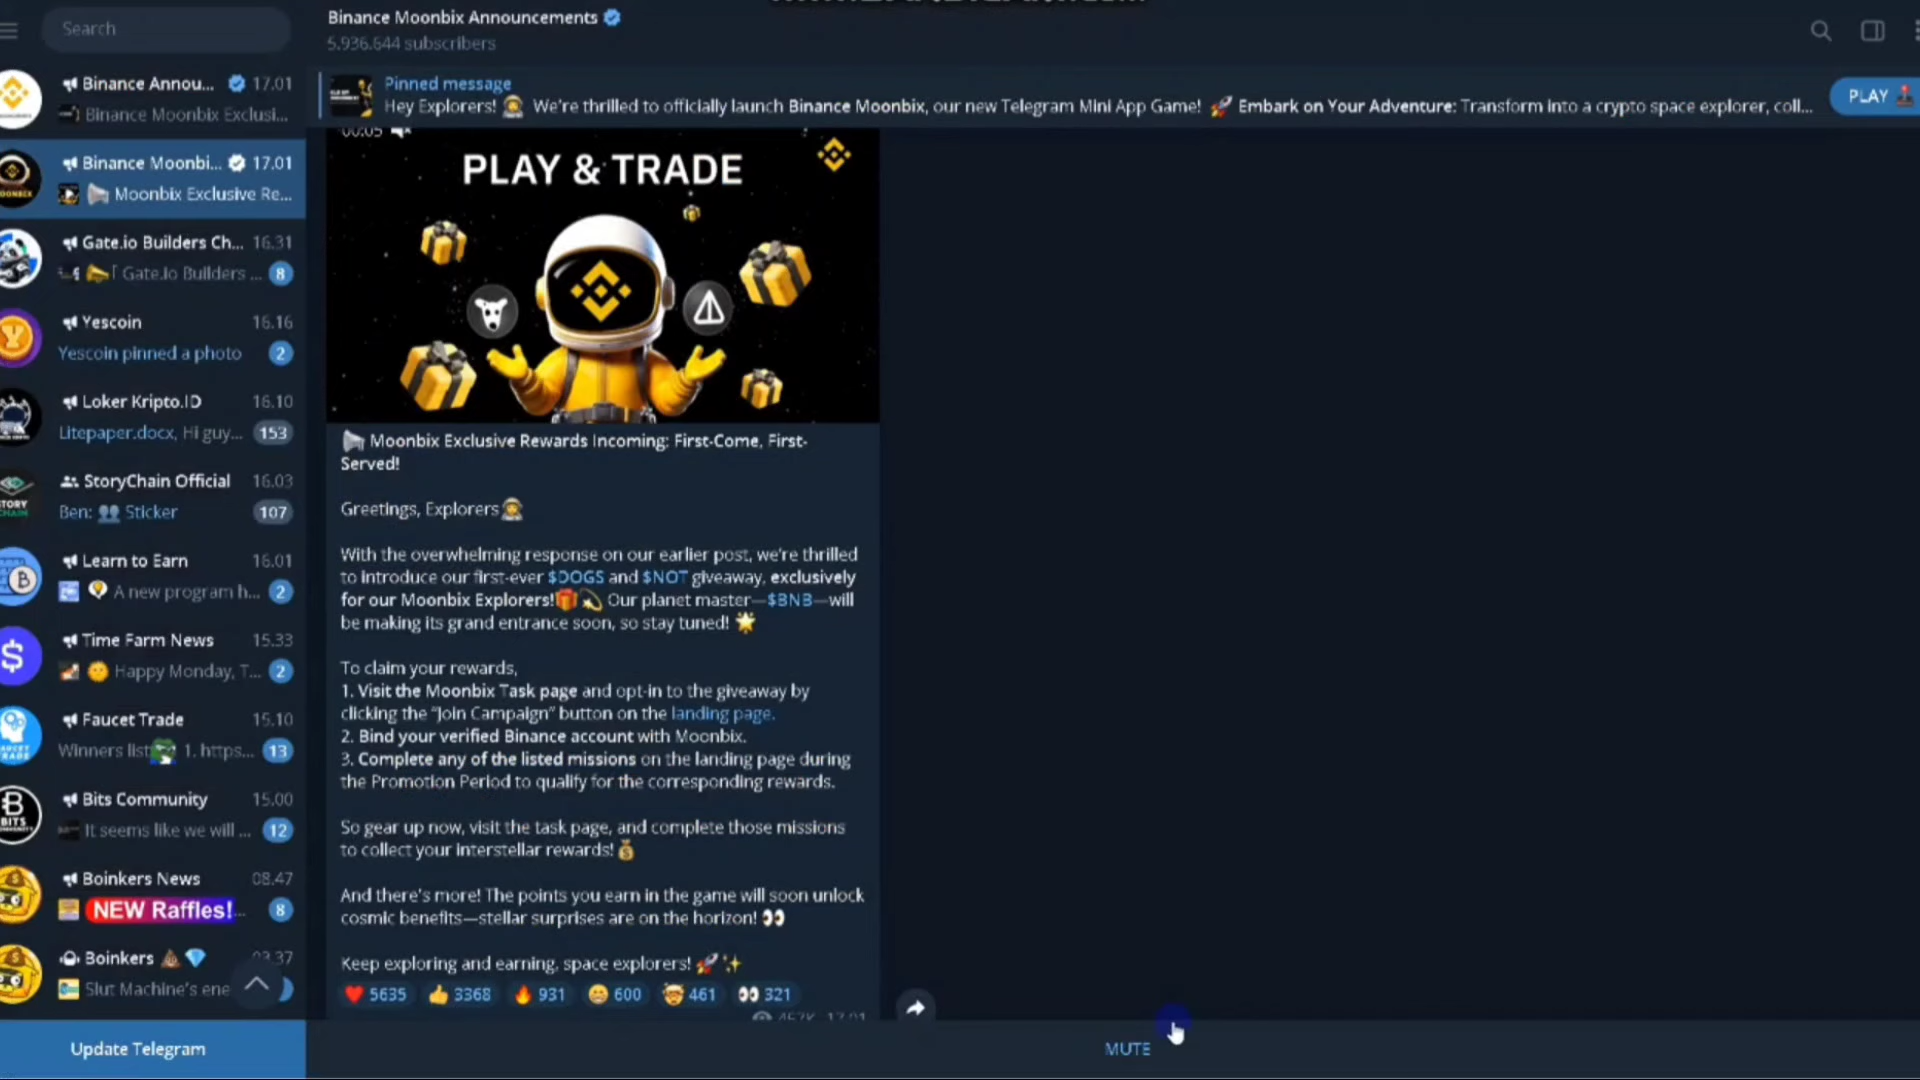 Search
Binance Annou... 17.01
Binance Moonbix Exclusi...
Binance Moonbi... 17.01
Moonbix Exclusive Re...
Gate.io Builders Ch... 16.31
Gate.io Builders ... 8
Yescoin 16.16
Yescoin pinned a photo 2
Loker Kripto.ID 16.10
Litepaper.docx, Hi guy... 153
StoryChain Official 16.03
Ben: Sticker 107
Learn to Earn 16.01
A new program h... 2
Time Farm News 15.33
Happy Monday, T... 2
Faucet Trade 15.10
Winners list 1. https... 13
Bits Community 15.00
It seems like we will ... 12
Boinkers News 08.47
NEW Raffles!... 8
Boinkers
Slut Machine's ene
Update Telegram
Binance Moonbix Announcements
5.936.644 subscribers
Pinned message
Hey Explorers! We're thrilled to officially launch Binance Moonbix, our new Telegram Mini App Game! Embark on Your Adventure: Transform into a crypto space explorer, coll...
PLAY
00:05
PLAY & TRADE
Moonbix Exclusive Rewards Incoming: First-Come, First-
Served!
Greetings, Explorers
With the overwhelming response on our earlier post, we're thrilled
to introduce our first-ever $DOGS and $NOT giveaway, exclusively
for our Moonbix Explorers! Our planet master—$BNB—will
be making its grand entrance soon, so stay tuned!
To claim your rewards,
1. Visit the Moonbix Task page and opt-in to the giveaway by
clicking the “Join Campaign” button on the landing page.
2. Bind your verified Binance account with Moonbix.
3. Complete any of the listed missions on the landing page during
the Promotion Period to qualify for the corresponding rewards.
So gear up now, visit the task page, and complete those missions
to collect your interstellar rewards!
And there's more! The points you earn in the game will soon unlock
cosmic benefits—stellar surprises are on the horizon!
Keep exploring and earning, space explorers!
5635 3368 931 600 461 321
17.01
MUTE